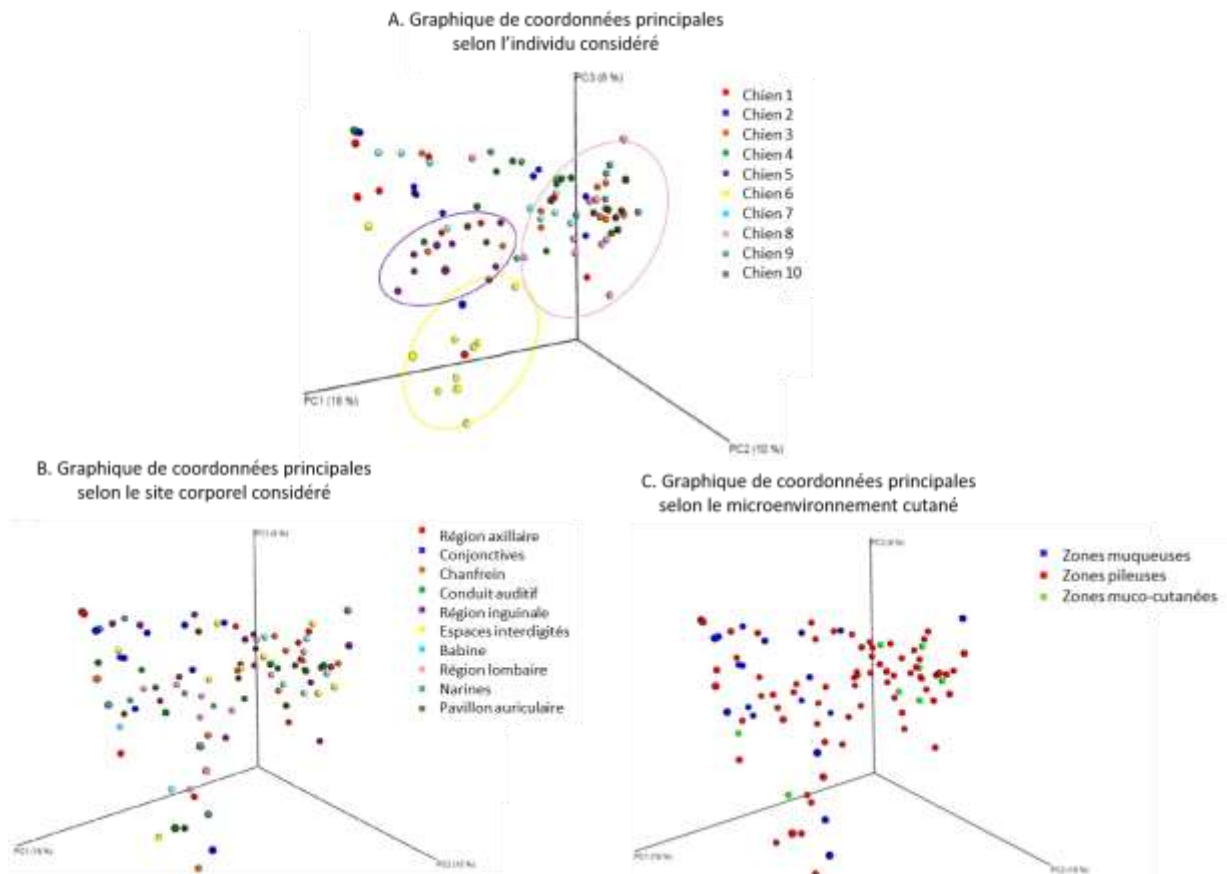 A. Graphique de coordonnées principales
selon l'individu considéré
PC3 (8 %)
Chien 1
Chien 2
Chien 3
Chien 4
Chien 5
Chien 6
Chien 7
Chien 8
Chien 9
Chien 10
PC1 (18 %)
PC2 (10 %)
B. Graphique de coordonnées principales
selon le site corporel considéré
Région axillaire
Conjonctives
Chanfrein
Conduit auditif
Région inguinale
Espaces interdigités
Babine
Région lombaire
Narines
Pavillon auriculaire
C. Graphique de coordonnées principales
selon le microenvironnement cutané
Zones muqueuses
Zones pileuses
Zones muco-cutanées